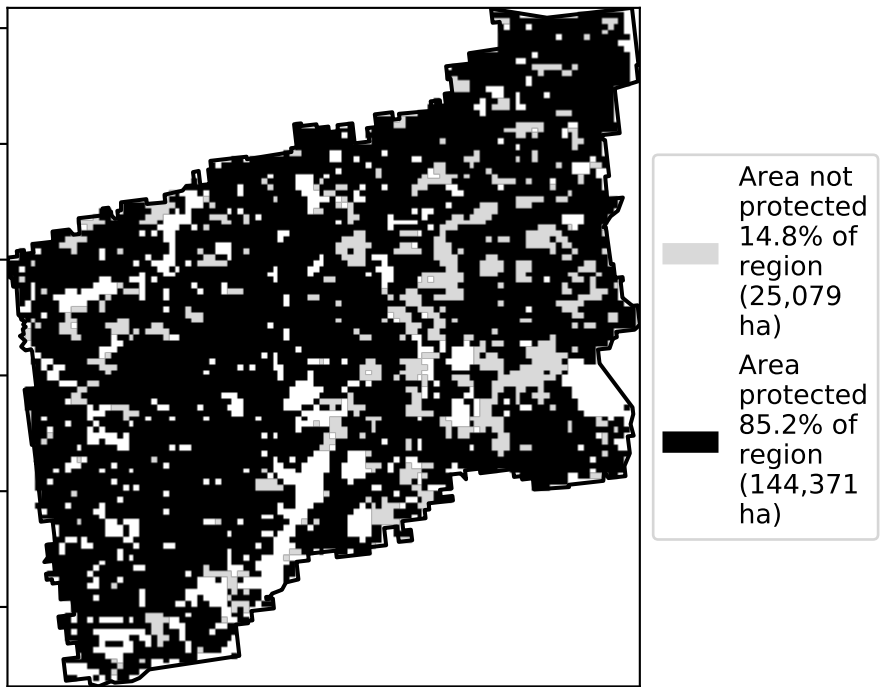 Area not
protected
14.8% of
region
(25,079
ha)
Area
protected
85.2% of
region
(144,371
ha)